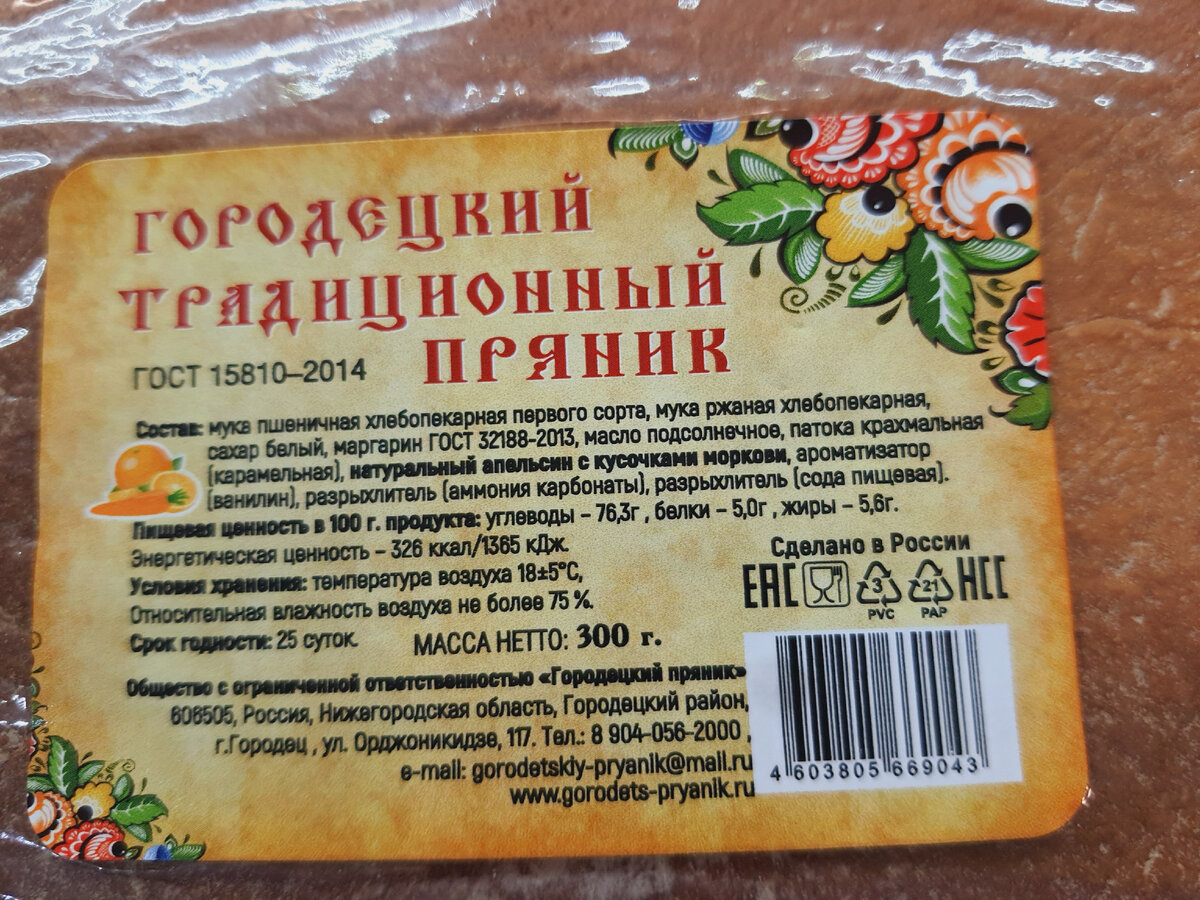 ГОРОДЕЦКИЙ
ТРАДИЦИОННЫЙ
ПРЯНИК
ГОСТ 15810–2014
Состав: мука пшеничная хлебопекарная первого сорта, мука ржаная хлебопекарная,
сахар белый, маргарин ГОСТ 32188-2013, масло подсолнечное, патока крахмальная
(карамельная), натуральный апельсин с кусочками моркови, ароматизатор
(ванилин), разрыхлитель (аммония карбонаты), разрыхлитель (сода пищевая).
Пищевая ценность в 100 г. продукта: углеводы – 76,3г , белки – 5,0г , жиры – 5,6г.
Энергетическая ценность – 326 ккал/1365 кДж.
Условия хранения: температура воздуха 18±5°С,
Относительная влажность воздуха не более 75 %.
Срок годности: 25 суток.
МАССА НЕТТО: 300 г.
Сделано в России
ЕАС 3 21 НСС
PVC PAP
Общество с ограниченной ответственностью «Городецкий пряник»
606505, Россия, Нижегородская область, Городецкий район,
г.Городец , ул. Орджоникидзе, 117. Тел.: 8 904-056-2000 ,
e-mail: gorodetskiy-pryanik@mail.ru
www.gorodets-pryanik.ru
4 603805 669043